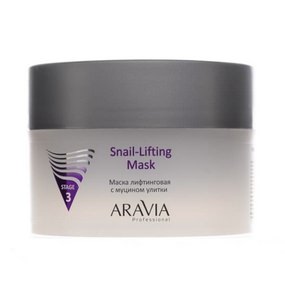 Snail-Lifting
Mask
Маска лифтинговая
с муцином улитки
STAGE
3
ARAVIA
Professional